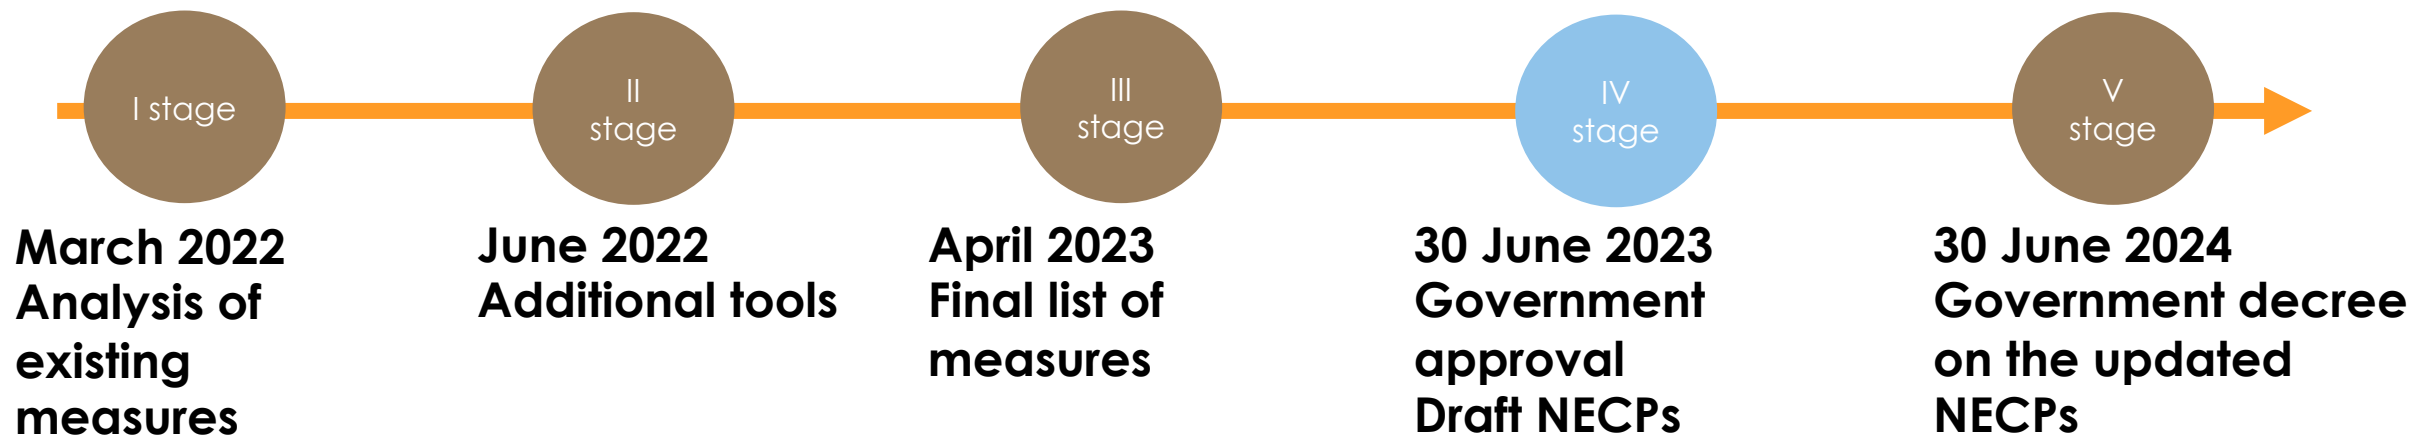 I stage
II
stage
III
stage
IV
stage
V
stage
March 2022
Analysis of
existing
measures
June 2022
Additional tools
April 2023
Final list of
measures
30 June 2023
Government
approval
Draft NECPs
30 June 2024
Government decree
on the updated
NECPs